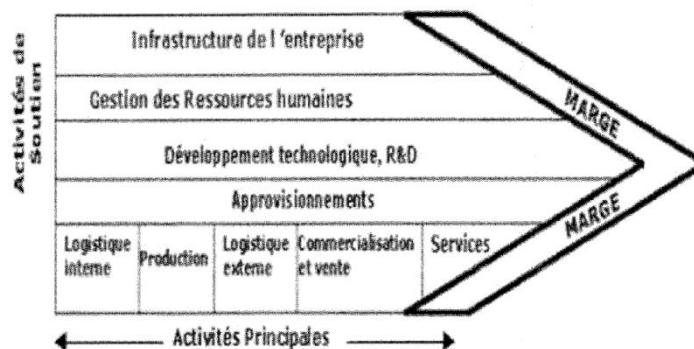 Activités de
Soutien
Infrastructure de l 'entreprise
Gestion des Ressources humaines
Développement technologique, R&D
Approvisionnements
Logistique
interne
Production
Logistique
externe
Commercialisation
et vente
Services
MARGE
MARGE
Activités Principales